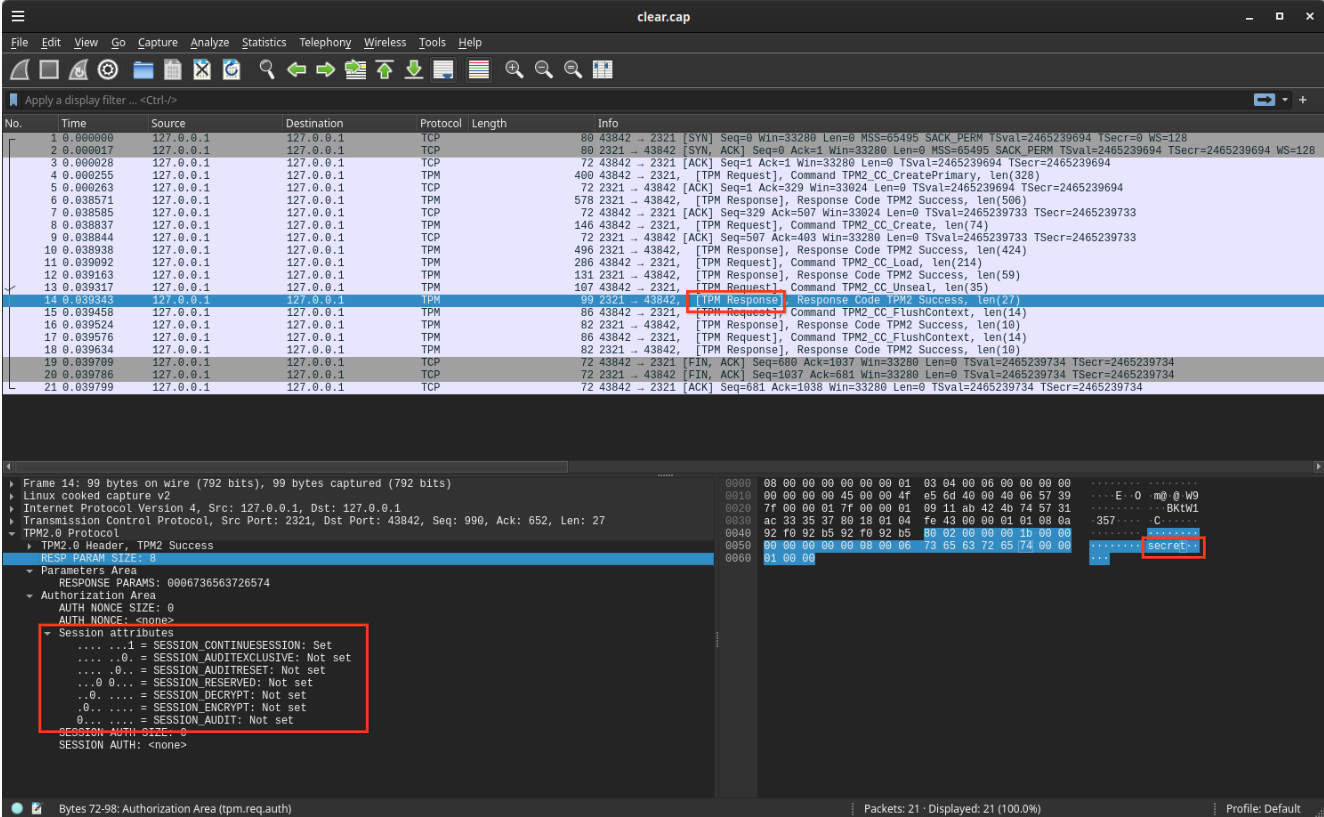 clear.cap
File Edit View Go Capture Analyze Statistics Telephony Wireless Tools Help
Apply a display filter ... <Ctrl-/>
No. Time Source Destination Protocol Length Info
1 0.000000 127.0.0.1 127.0.0.1 TCP 80 43842 → 2321 [SYN] Seq=0 Win=33280 Len=0 MSS=65495 SACK_PERM TSval=2465239694 TSecr=0 WS=128
2 0.000017 127.0.0.1 127.0.0.1 TCP 80 2321 → 43842 [SYN, ACK] Seq=0 Ack=1 Win=33280 Len=0 MSS=65495 SACK_PERM TSval=2465239694 TSecr=2465239694 WS=128
3 0.000028 127.0.0.1 127.0.0.1 TCP 72 43842 → 2321 [ACK] Seq=1 Ack=1 Win=33280 Len=0 TSval=2465239694 TSecr=2465239694
4 0.000255 127.0.0.1 127.0.0.1 TPM 400 43842 → 2321, [TPM Request], Command TPM2_CC_CreatePrimary, len(328)
5 0.000263 127.0.0.1 127.0.0.1 TCP 72 2321 → 43842 [ACK] Seq=1 Ack=329 Win=33024 Len=0 TSval=2465239694 TSecr=2465239694
6 0.038571 127.0.0.1 127.0.0.1 TPM 578 2321 → 43842, [TPM Response], Response Code TPM2 Success, len(506)
7 0.038585 127.0.0.1 127.0.0.1 TCP 72 43842 → 2321 [ACK] Seq=329 Ack=507 Win=33024 Len=0 TSval=2465239733 TSecr=2465239733
8 0.038837 127.0.0.1 127.0.0.1 TPM 146 43842 → 2321, [TPM Request], Command TPM2_CC_Create, len(74)
9 0.038844 127.0.0.1 127.0.0.1 TCP 72 2321 → 43842 [ACK] Seq=507 Ack=403 Win=33280 Len=0 TSval=2465239733 TSecr=2465239733
10 0.038938 127.0.0.1 127.0.0.1 TPM 496 2321 → 43842, [TPM Response], Response Code TPM2 Success, len(424)
11 0.039092 127.0.0.1 127.0.0.1 TPM 286 43842 → 2321, [TPM Request], Command TPM2_CC_Load, len(214)
12 0.039163 127.0.0.1 127.0.0.1 TPM 131 2321 → 43842, [TPM Response], Response Code TPM2 Success, len(59)
13 0.039317 127.0.0.1 127.0.0.1 TPM 107 43842 → 2321, [TPM Request], Command TPM2_CC_Unseal, len(35)
14 0.039343 127.0.0.1 127.0.0.1 TPM 99 2321 → 43842, [TPM Response], Response Code TPM2 Success, len(27)
15 0.039458 127.0.0.1 127.0.0.1 TPM 86 43842 → 2321, [TPM Request], Command TPM2_CC_FlushContext, len(14)
16 0.039524 127.0.0.1 127.0.0.1 TPM 82 2321 → 43842, [TPM Response], Response Code TPM2 Success, len(10)
17 0.039576 127.0.0.1 127.0.0.1 TPM 86 43842 → 2321, [TPM Request], Command TPM2_CC_FlushContext, len(14)
18 0.039634 127.0.0.1 127.0.0.1 TPM 82 2321 → 43842, [TPM Response], Response Code TPM2 Success, len(10)
19 0.039709 127.0.0.1 127.0.0.1 TCP 72 43842 → 2321 [FIN, ACK] Seq=680 Ack=1037 Win=33280 Len=0 TSval=2465239734 TSecr=2465239734
20 0.039786 127.0.0.1 127.0.0.1 TCP 72 2321 → 43842 [FIN, ACK] Seq=1037 Ack=681 Win=33280 Len=0 TSval=2465239734 TSecr=2465239734
21 0.039799 127.0.0.1 127.0.0.1 TCP 72 43842 → 2321 [ACK] Seq=681 Ack=1038 Win=33280 Len=0 TSval=2465239734 TSecr=2465239734
Frame 14: 99 bytes on wire (792 bits), 99 bytes captured (792 bits)
Linux cooked capture v2
Internet Protocol Version 4, Src: 127.0.0.1, Dst: 127.0.0.1
Transmission Control Protocol, Src Port: 2321, Dst Port: 43842, Seq: 990, Ack: 652, Len: 27
TPM2.0 Protocol
TPM2.0 Header, TPM2 Success
RESP PARAM SIZE: 8
Parameters Area
RESPONSE PARAMS: 0006736563726574
Authorization Area
AUTH NONCE SIZE: 0
AUTH NONCE: <none>
Session attributes
.... ...1 = SESSION_CONTINUESESSION: Set
.... ..0. = SESSION_AUDITEXCLUSIVE: Not set
.... .0.. = SESSION_AUDITRESET: Not set
...0 0... = SESSION_RESERVED: Not set
..0. .... = SESSION_DECRYPT: Not set
.0.. .... = SESSION_ENCRYPT: Not set
0... .... = SESSION_AUDIT: Not set
SESSION AUTH SIZE: 0
SESSION AUTH: <none>
0000 08 00 00 00 00 00 00 01 03 04 00 06 00 00 00 00 ········ ········
0010 00 00 00 00 45 00 00 4f e5 6d 40 00 40 06 57 39 ····E··O ·m@·@·W9
0020 7f 00 00 01 7f 00 00 01 09 11 ab 42 4b 74 57 31 ········ ···BKtW1
0030 ac 33 35 37 80 18 01 04 fe 43 00 00 01 01 08 0a ·357···· ·C······
0040 92 f0 92 b5 92 f0 92 b5 80 02 00 00 00 1b 00 00 ········ ········
0050 00 00 00 00 00 08 00 06 73 65 63 72 65 74 00 00 ········ secret··
0060 01 00 00 ···
Bytes 72-98: Authorization Area (tpm.req.auth)
Packets: 21 · Displayed: 21 (100.0%)
Profile: Default